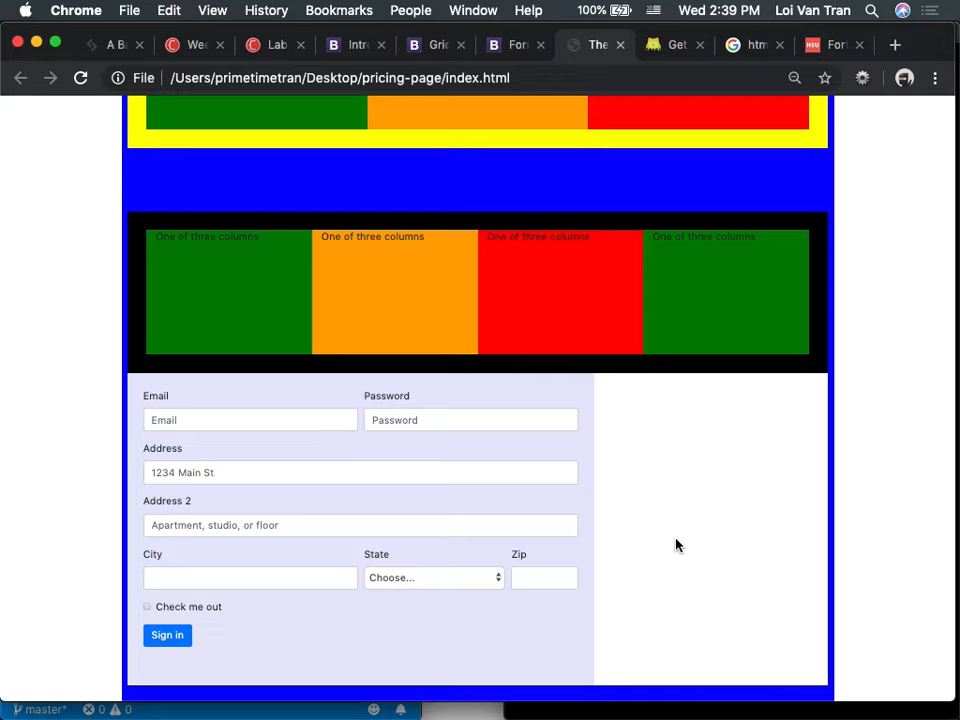 Chrome File Edit View History Bookmarks People Window Help 100% Wed 2:39 PM Loi Van Tran
A B Wee Lab Intr Gri For The Get htm For
File /Users/primetimetran/Desktop/pricing-page/index.html
One of three columns One of three columns One of three columns One of three columns
Email Password
Email Password
Address
1234 Main St
Address 2
Apartment, studio, or floor
City State Zip
Choose...
Check me out
Sign in
master* 0 0